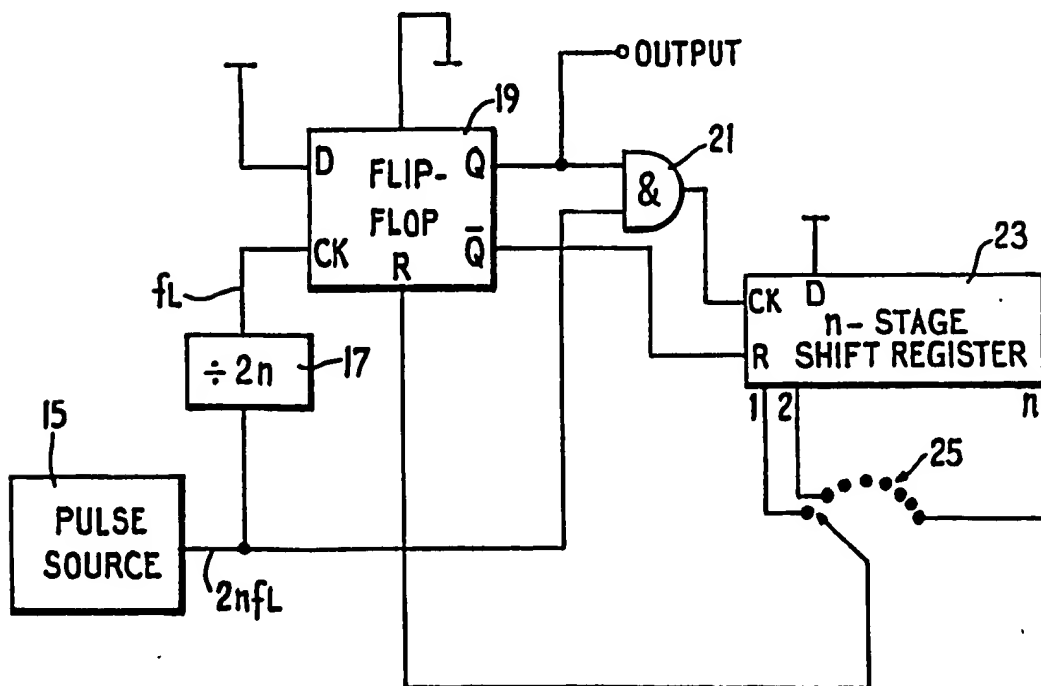 OUTPUT
19
21
D
FLIP-
FLOP
Q
&
CK
Q̅
R
23
fL
CK
D
n-STAGE
SHIFT REGISTER
R
÷2n
17
1
2
n
15
25
PULSE
SOURCE
2nfL